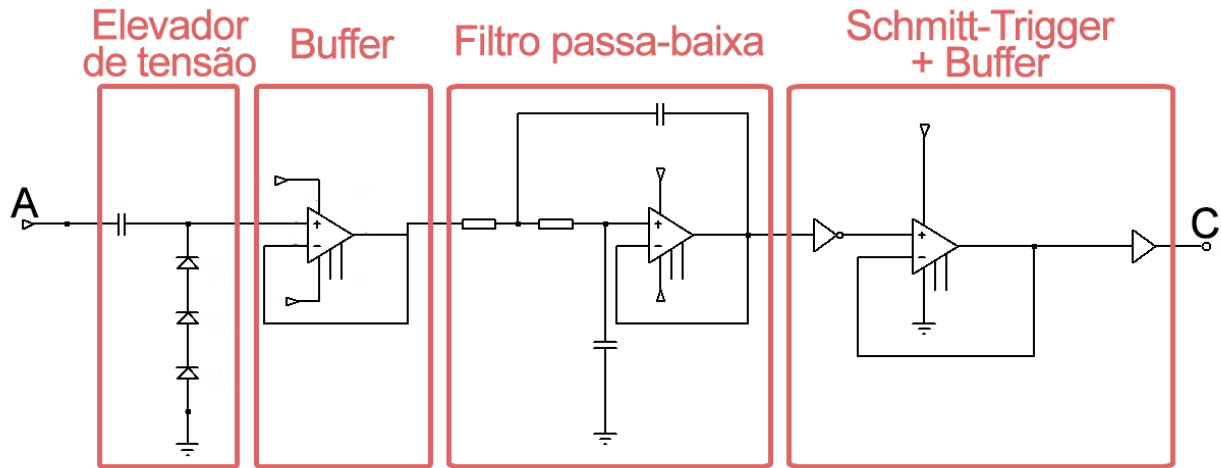 Elevador
de tensão
Buffer
Filtro passa-baixa
Schmitt-Trigger
+ Buffer
A
C
+
−
+
−
+
−